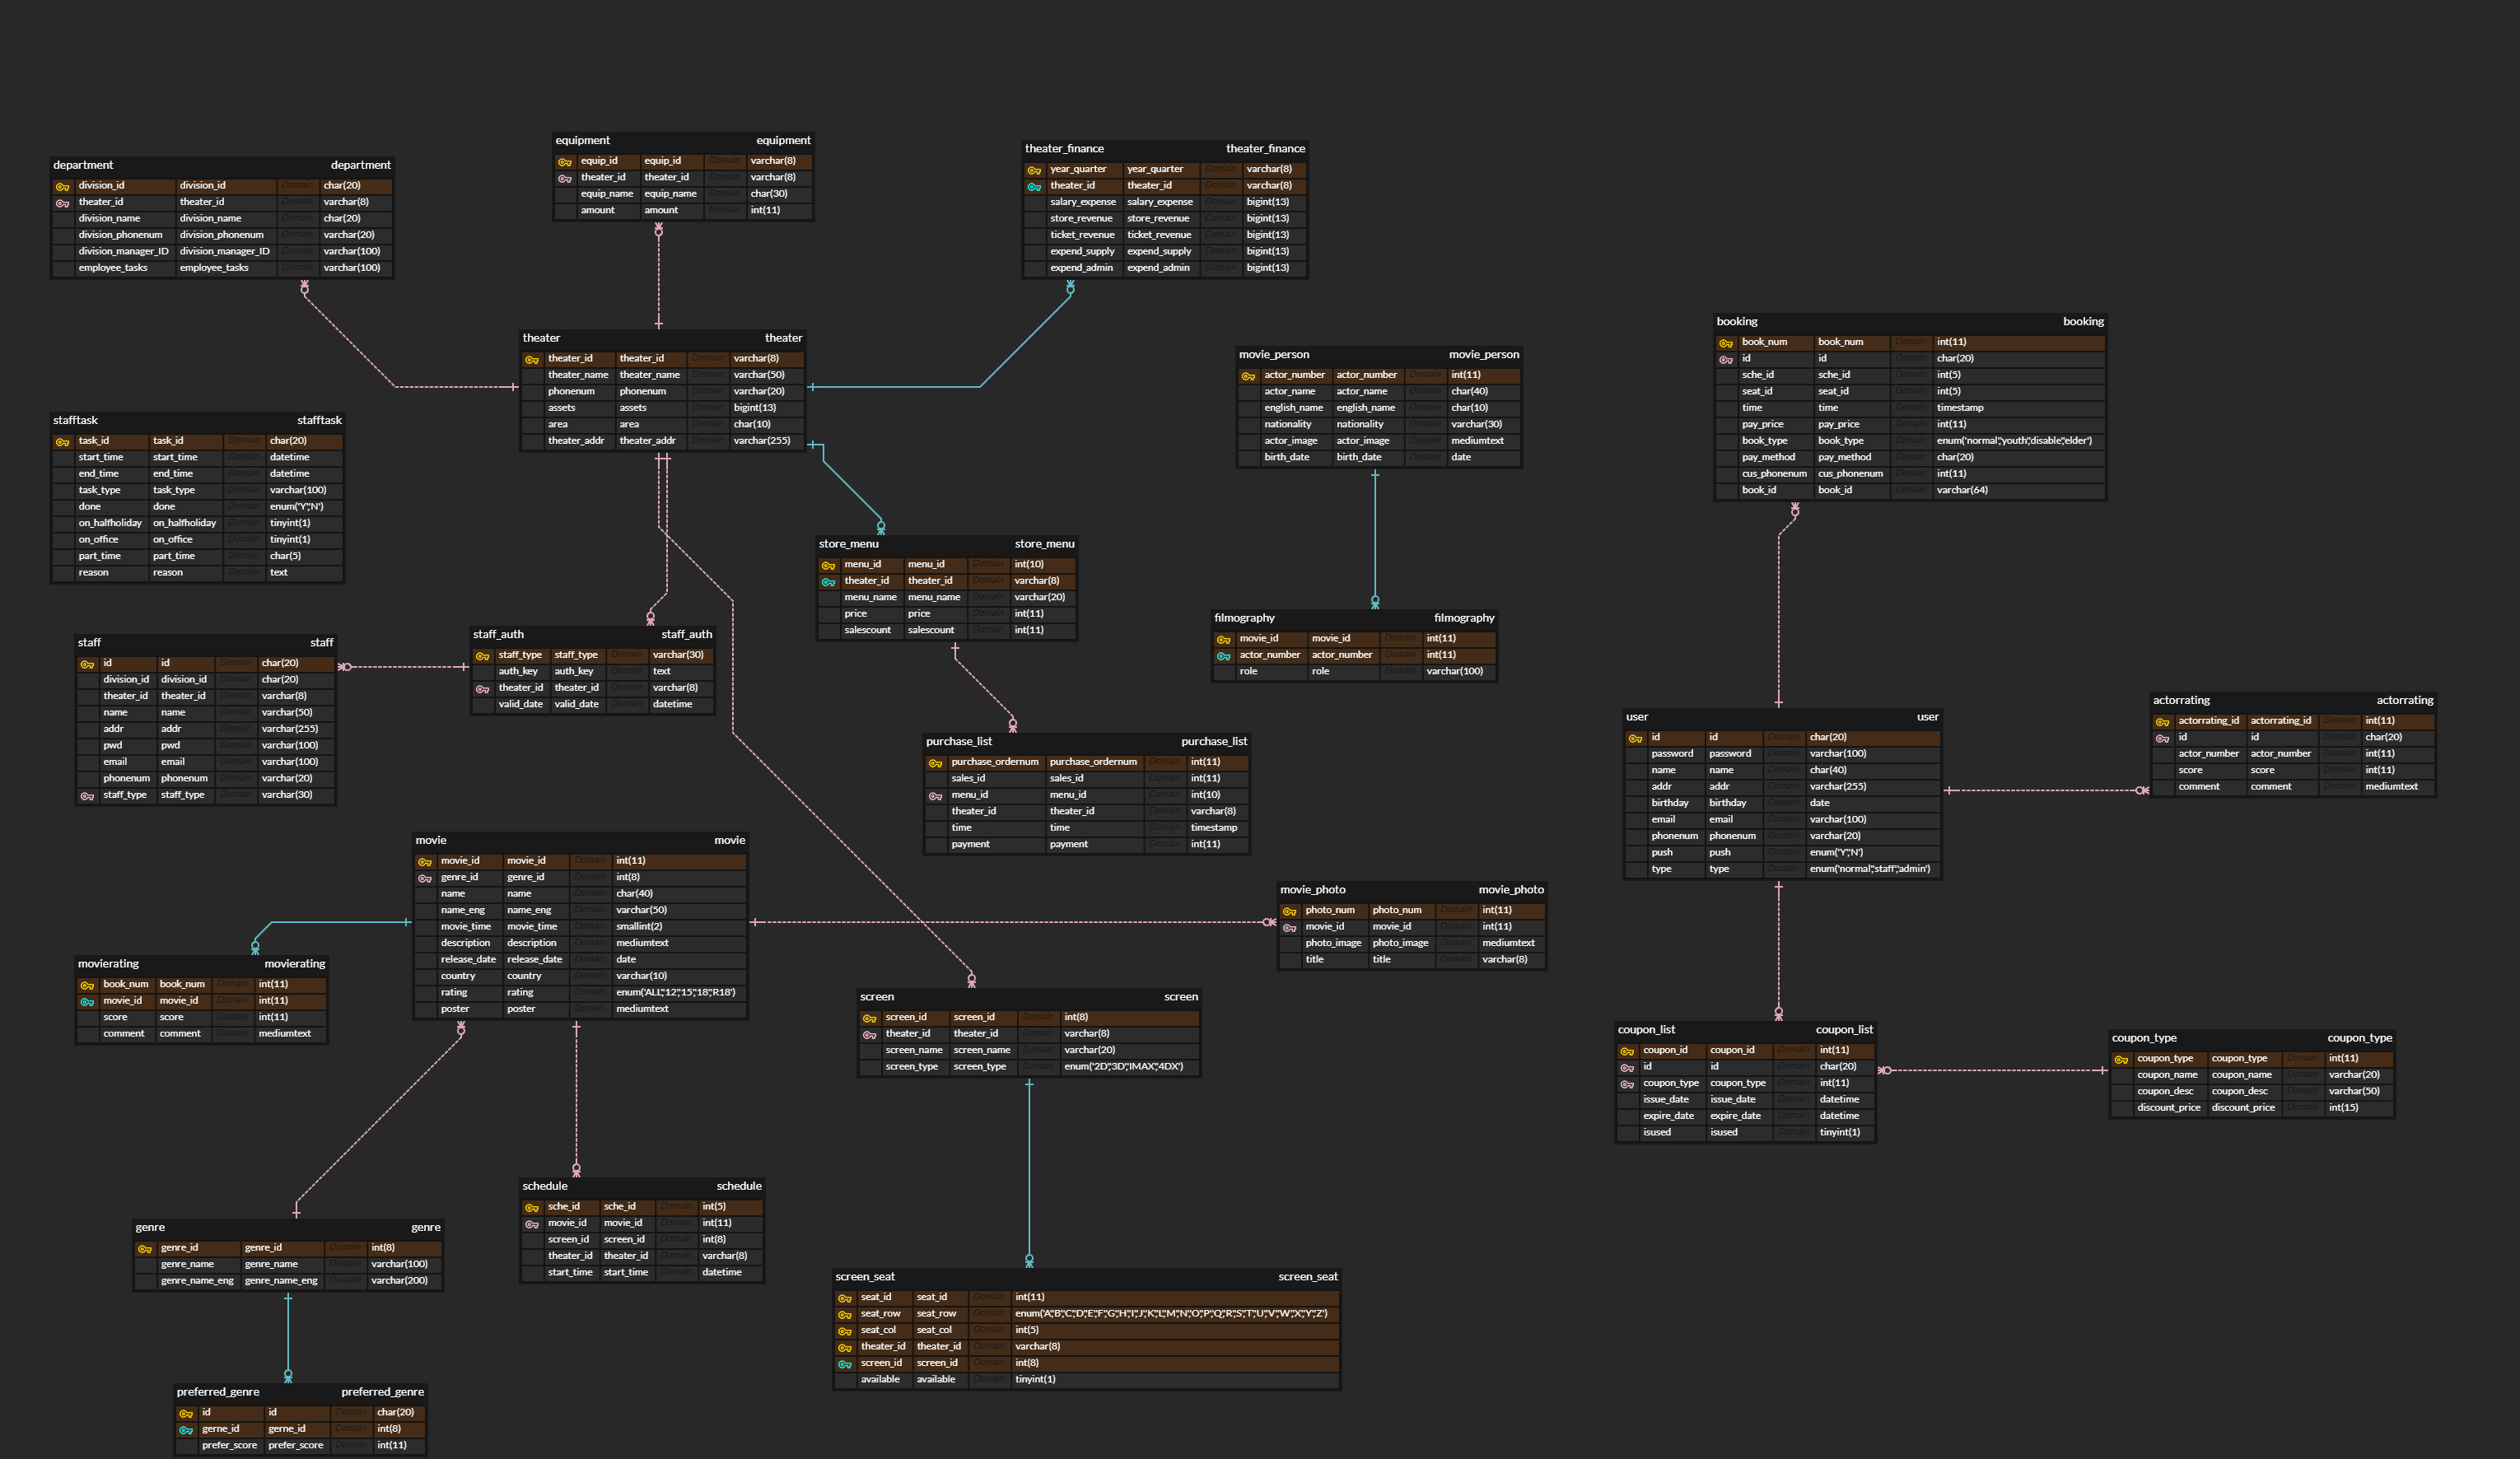 equipment equipment
equip_id equip_id Domain varchar(8)
theater_id theater_id Domain varchar(8)
equip_name equip_name Domain char(30)
amount amount Domain int(11)
theater_finance theater_finance
year_quarter year_quarter Domain varchar(8)
theater_id theater_id Domain varchar(8)
salary_expense salary_expense Domain bigint(13)
store_revenue store_revenue Domain bigint(13)
ticket_revenue ticket_revenue Domain bigint(13)
expend_supply expend_supply Domain bigint(13)
expend_admin expend_admin Domain bigint(13)
department department
division_id division_id Domain char(20)
theater_id theater_id Domain varchar(8)
division_name division_name Domain char(20)
division_phonenum division_phonenum Domain varchar(20)
division_manager_ID division_manager_ID Domain varchar(100)
employee_tasks employee_tasks Domain varchar(100)
theater theater
theater_id theater_id Domain varchar(8)
theater_name theater_name Domain varchar(50)
phonenum phonenum Domain varchar(20)
assets assets Domain bigint(13)
area area Domain char(10)
theater_addr theater_addr Domain varchar(255)
movie_person movie_person
actor_number actor_number Domain int(11)
actor_name actor_name Domain char(40)
english_name english_name Domain char(10)
nationality nationality Domain varchar(30)
actor_image actor_image Domain mediumtext
birth_date birth_date Domain date
booking booking
book_num book_num Domain int(11)
id id Domain char(20)
sche_id sche_id Domain int(5)
seat_id seat_id Domain int(5)
time time Domain timestamp
pay_price pay_price Domain int(11)
book_type book_type Domain enum('normal','youth','disable','elder')
pay_method pay_method Domain char(20)
cus_phonenum cus_phonenum Domain int(11)
book_id book_id Domain varchar(64)
stafftask stafftask
task_id task_id Domain char(20)
start_time start_time Domain datetime
end_time end_time Domain datetime
task_type task_type Domain varchar(100)
done done Domain enum('Y','N')
on_halfholiday on_halfholiday Domain tinyint(1)
on_office on_office Domain tinyint(1)
part_time part_time Domain char(5)
reason reason Domain text
store_menu store_menu
menu_id menu_id Domain int(10)
theater_id theater_id Domain varchar(8)
menu_name menu_name Domain varchar(20)
price price Domain int(11)
salescount salescount Domain int(11)
filmography filmography
movie_id movie_id Domain int(11)
actor_number actor_number Domain int(11)
role role Domain varchar(100)
staff staff
id id Domain char(20)
division_id division_id Domain char(20)
theater_id theater_id Domain varchar(8)
name name Domain varchar(50)
addr addr Domain varchar(255)
pwd pwd Domain varchar(100)
email email Domain varchar(100)
phonenum phonenum Domain varchar(20)
staff_type staff_type Domain varchar(30)
staff_auth staff_auth
staff_type staff_type Domain varchar(30)
auth_key auth_key Domain text
theater_id theater_id Domain varchar(8)
valid_date valid_date Domain datetime
purchase_list purchase_list
purchase_ordernum purchase_ordernum Domain int(11)
sales_id sales_id Domain int(11)
menu_id menu_id Domain int(10)
theater_id theater_id Domain varchar(8)
time time Domain timestamp
payment payment Domain int(11)
user user
id id Domain char(20)
password password Domain varchar(100)
name name Domain char(40)
addr addr Domain varchar(255)
birthday birthday Domain date
email email Domain varchar(100)
phonenum phonenum Domain varchar(20)
push push Domain enum('Y','N')
type type Domain enum('normal','staff','admin')
actorrating actorrating
actorrating_id actorrating_id Domain int(11)
id id Domain char(20)
actor_number actor_number Domain int(11)
score score Domain int(11)
comment comment Domain mediumtext
movie movie
movie_id movie_id Domain int(11)
genre_id genre_id Domain int(8)
name name Domain char(40)
name_eng name_eng Domain varchar(50)
movie_time movie_time Domain smallint(2)
description description Domain mediumtext
release_date release_date Domain date
country country Domain varchar(10)
rating rating Domain enum('ALL','12','15','18','R18')
poster poster Domain mediumtext
movie_photo movie_photo
photo_num photo_num Domain int(11)
movie_id movie_id Domain int(11)
photo_image photo_image Domain mediumtext
title title Domain varchar(8)
movierating movierating
book_num book_num Domain int(11)
movie_id movie_id Domain int(11)
score score Domain int(11)
comment comment Domain mediumtext
screen screen
screen_id screen_id Domain int(8)
theater_id theater_id Domain varchar(8)
screen_name screen_name Domain varchar(20)
screen_type screen_type Domain enum('2D','3D','IMAX','4DX')
coupon_list coupon_list
coupon_id coupon_id Domain int(11)
id id Domain char(20)
coupon_type coupon_type Domain int(11)
issue_date issue_date Domain datetime
expire_date expire_date Domain datetime
isused isused Domain tinyint(1)
coupon_type coupon_type
coupon_type coupon_type Domain int(11)
coupon_name coupon_name Domain varchar(20)
coupon_desc coupon_desc Domain varchar(50)
discount_price discount_price Domain int(15)
schedule schedule
sche_id sche_id Domain int(5)
movie_id movie_id Domain int(11)
screen_id screen_id Domain int(8)
theater_id theater_id Domain varchar(8)
start_time start_time Domain datetime
genre genre
genre_id genre_id Domain int(8)
genre_name genre_name Domain varchar(100)
genre_name_eng genre_name_eng Domain varchar(200)
screen_seat screen_seat
seat_id seat_id Domain int(11)
seat_row seat_row Domain enum('A','B','C','D','E','F','G','H','I','J','K','L','M','N','O','P','Q','R','S','T','U','V','W','X','Y','Z')
seat_col seat_col Domain int(5)
theater_id theater_id Domain varchar(8)
screen_id screen_id Domain int(8)
available available Domain tinyint(1)
preferred_genre preferred_genre
id id Domain char(20)
gerne_id gerne_id Domain int(8)
prefer_score prefer_score Domain int(11)